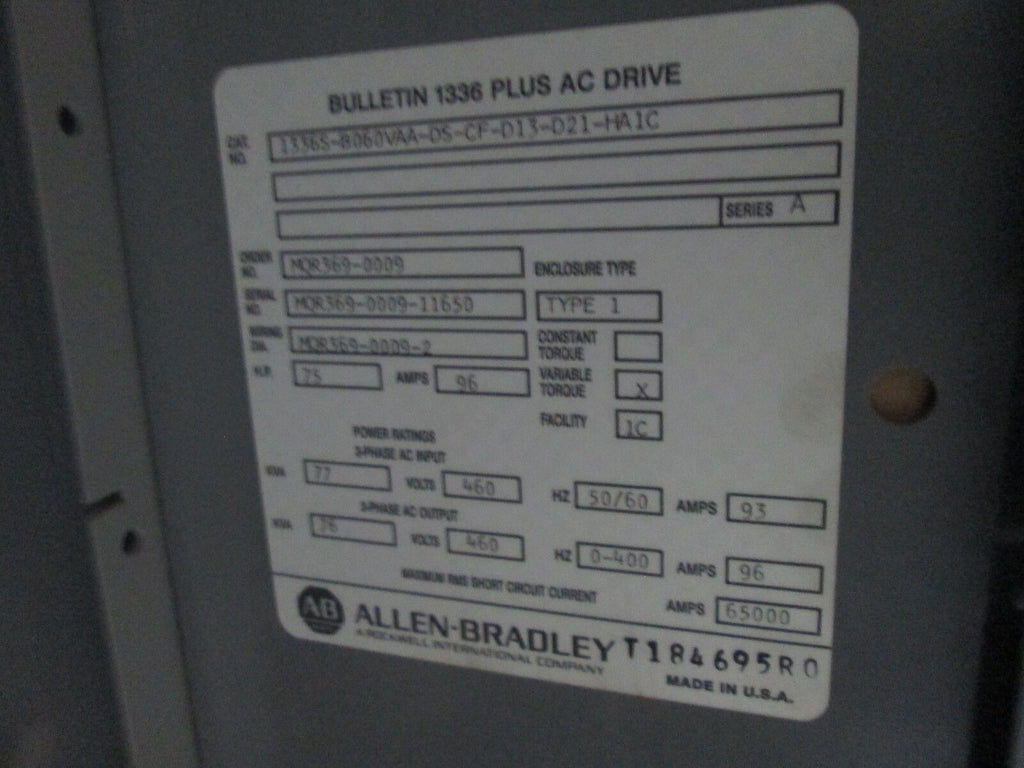 BULLETIN 1336 PLUS AC DRIVE
CAT. NO. 1336S-B060VAA-DS-CF-D13-D21-HA1C
SERIES A
ORDER NO. MQR369-0009 ENCLOSURE TYPE
SERIAL NO. MQR369-0009-11650 TYPE 1
WIRING DIA. MQR369-0009-2 CONSTANT TORQUE
H.P. 75 AMPS 96 VARIABLE TORQUE X
FACILITY 1C
POWER RATINGS
3-PHASE AC INPUT
KVA 77 VOLTS 460 HZ 50/60 AMPS 93
3-PHASE AC OUTPUT
KVA 76 VOLTS 460 HZ 0-400 AMPS 96
MAXIMUM RMS SHORT CIRCUIT CURRENT AMPS 65000
AB ALLEN-BRADLEY T184695R0
A ROCKWELL INTERNATIONAL COMPANY
MADE IN U.S.A.